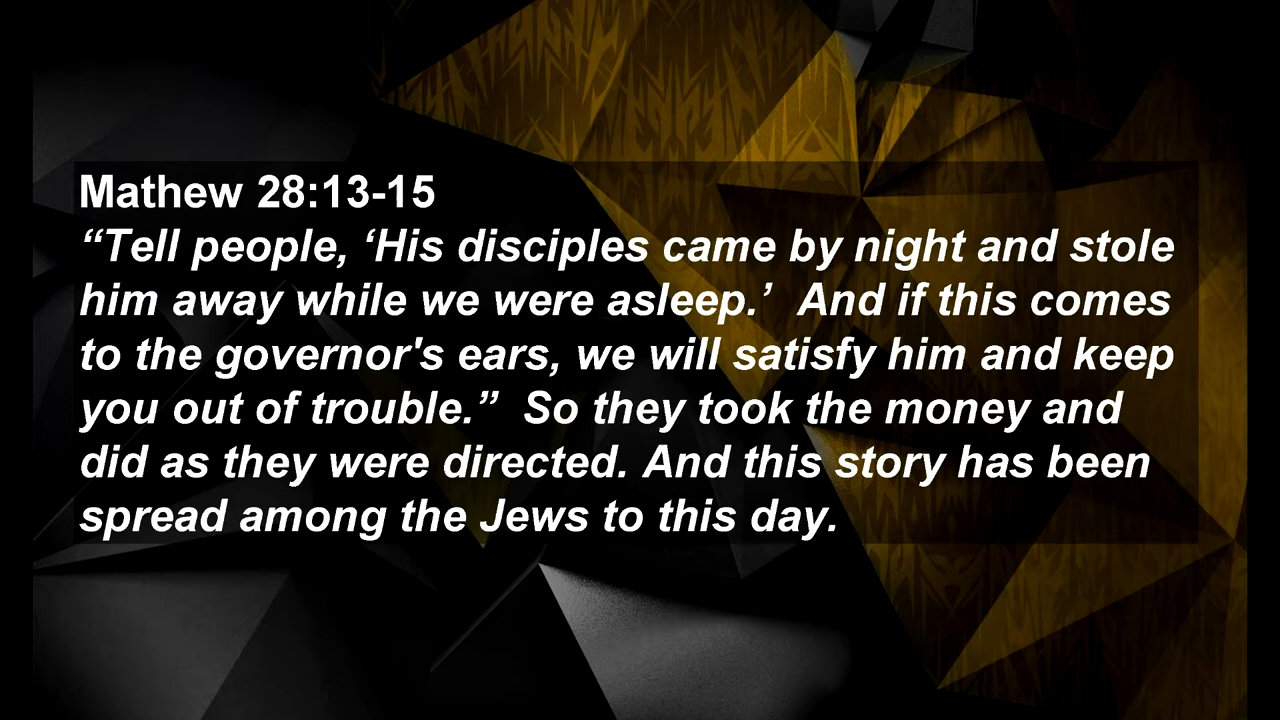 Mathew 28:13-15
“Tell people, ‘His disciples came by night and stole
him away while we were asleep.’  And if this comes
to the governor's ears, we will satisfy him and keep
you out of trouble.”  So they took the money and
did as they were directed. And this story has been
spread among the Jews to this day.